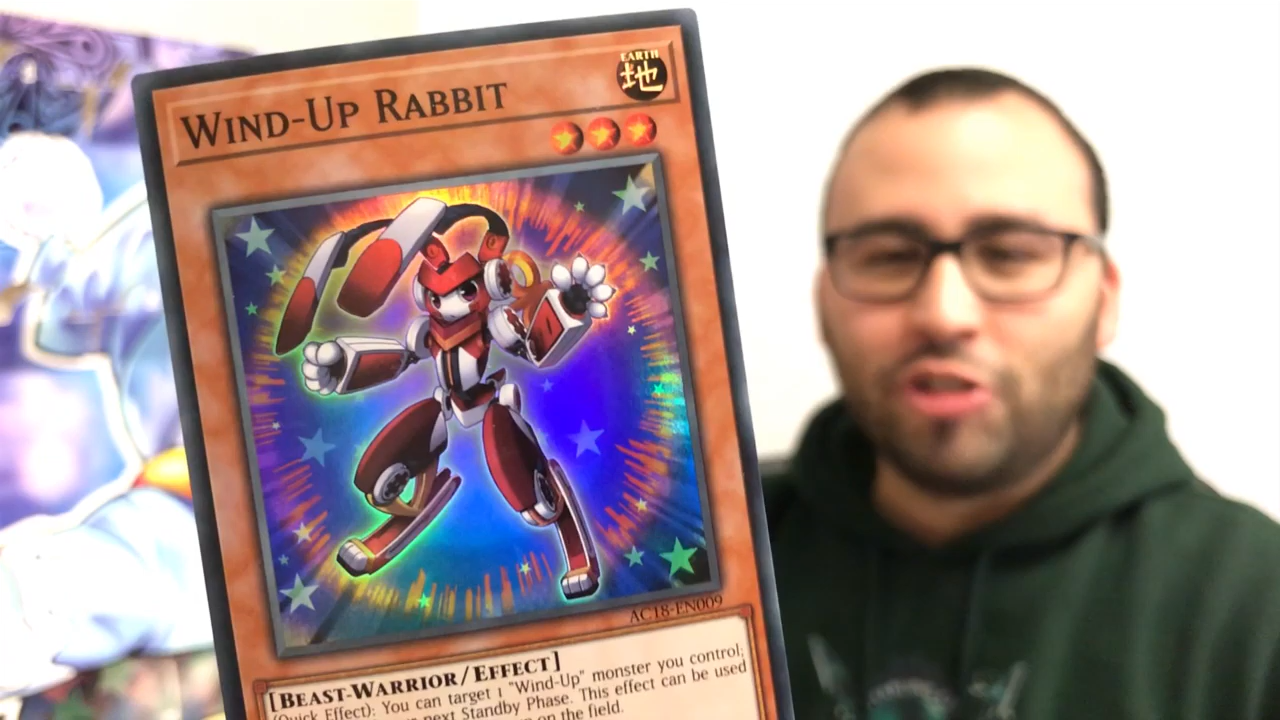 WIND-UP RABBIT
EARTH
地
AC18-EN009
[BEAST-WARRIOR/EFFECT]
(Quick Effect): You can target 1 "Wind-Up" monster you control;
next Standby Phase. This effect can be used
on the field.